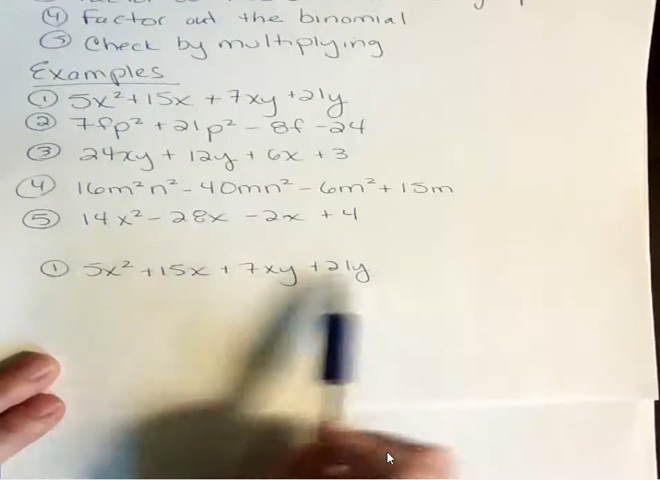 ④ Factor out the binomial
⑤ Check by multiplying
Examples
① 5x² + 15x + 7xy + 21y
② 7fp² + 21p² - 8f - 24
③ 24xy + 12y + 6x + 3
④ 16m²n² - 40mn² - 6m² + 15m
⑤ 14x² - 28x - 2x + 4
① 5x² + 15x + 7xy + 21y